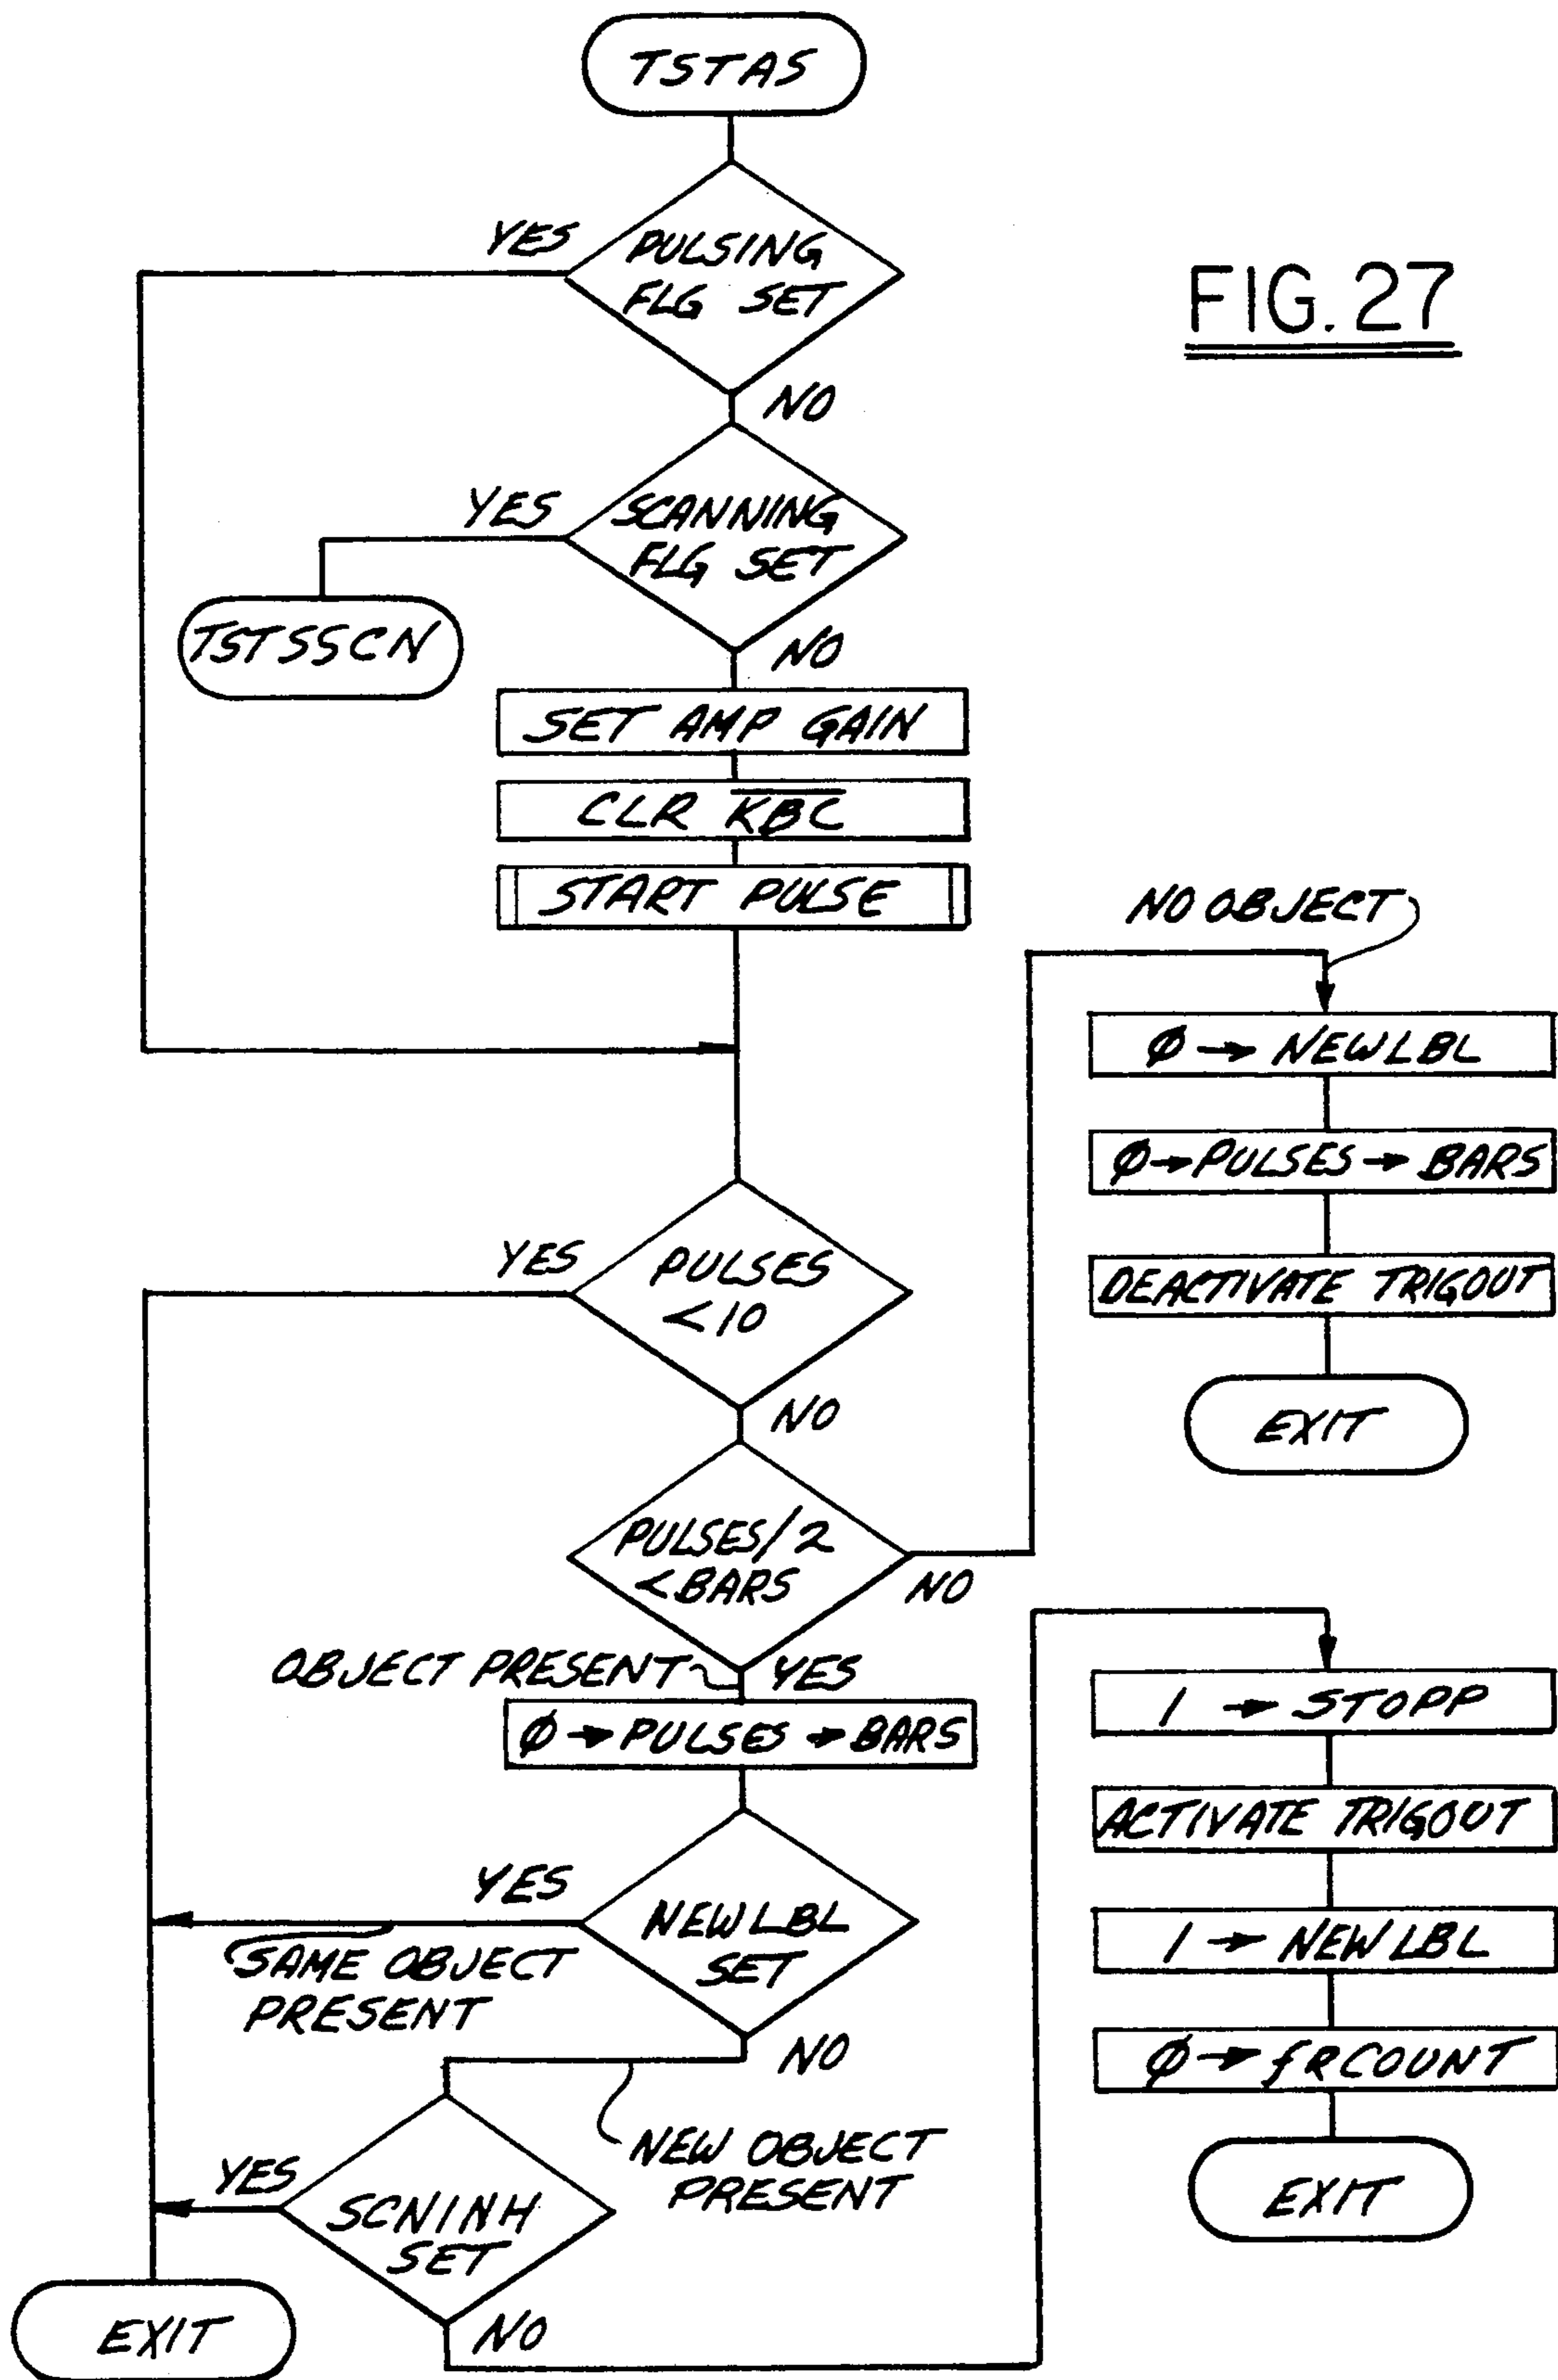 TSTAS
YES
PULSING
FLG SET
FIG. 27
NO
YES
SCANNING
FLG SET
TSTSSCN
NO
SET AMP GAIN
CLR K̅B̅C̅
START PULSE
NO OBJECT
Ø → NEWLBL
Ø → PULSES → BARS
DEACTIVATE TRIGOUT
EXIT
YES
PULSES
<10
NO
PULSES/2
<BARS
NO
OBJECT PRESENT
YES
Ø → PULSES → BARS
YES
NEWLBL
SET
SAME OBJECT
PRESENT
NO
NEW OBJECT
PRESENT
YES
SCNINH
SET
EXIT
NO
1 → STOPP
ACTIVATE TRIGOUT
1 → NEWLBL
Ø → fRCOUNT
EXIT